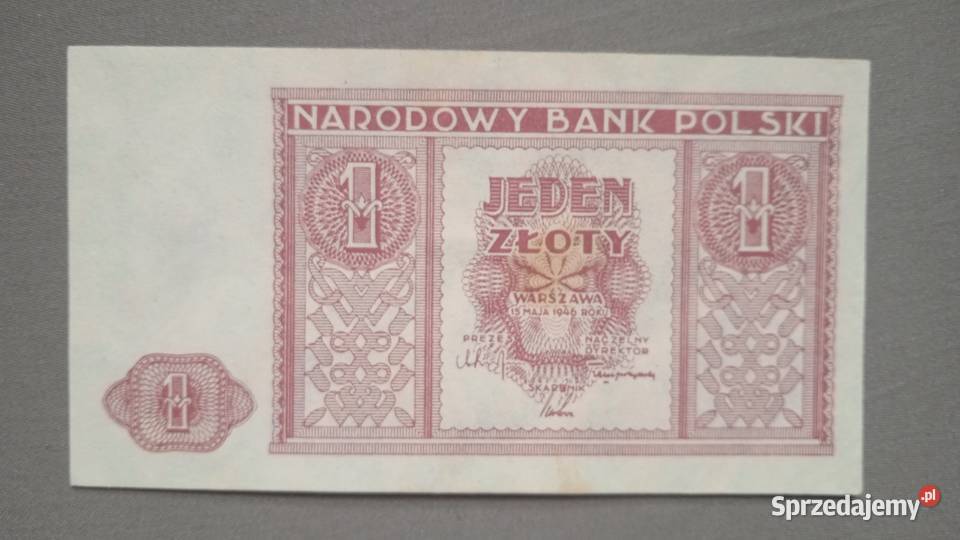 NARODOWY BANK POLSKI
1
1
JEDEN
ZŁOTY
WARSZAWA
15 MAJA 1946 ROKU
PREZES
NACZELNY
DYREKTOR
SKARBNIK
1
Sprzedajemy.pl